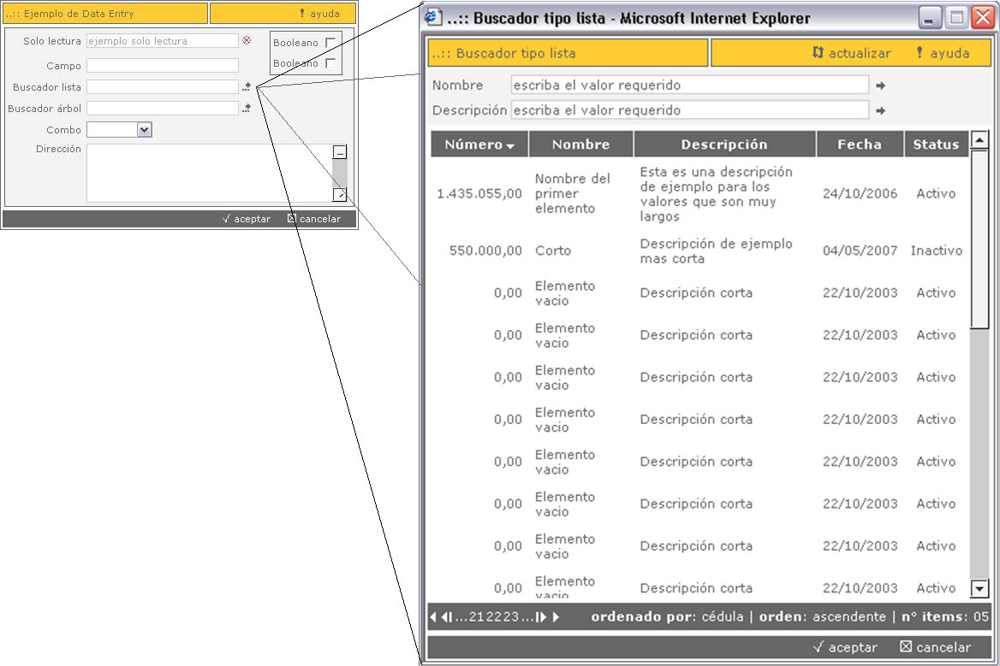 ..:: Ejemplo de Data Entry
ayuda
Solo lectura ejemplo solo lectura
Booleano
Booleano
Campo
Buscador lista
Buscador árbol
Combo
Dirección
aceptar cancelar
..:: Buscador tipo lista - Microsoft Internet Explorer
..:: Buscador tipo lista
actualizar ayuda
Nombre escriba el valor requerido
Descripción escriba el valor requerido
Número Nombre Descripción Fecha Status
1.435.055,00
Nombre del
primer
elemento
Esta es una descripción
de ejemplo para los
valores que son muy
largos
24/10/2006 Activo
550.000,00 Corto
Descripción de ejemplo
mas corta
04/05/2007 Inactivo
0,00
Elemento
vacio
Descripción corta 22/10/2003 Activo
0,00
Elemento
vacio
Descripción corta 22/10/2003 Activo
0,00
Elemento
vacio
Descripción corta 22/10/2003 Activo
0,00
Elemento
vacio
Descripción corta 22/10/2003 Activo
0,00
Elemento
vacio
Descripción corta 22/10/2003 Activo
0,00
Elemento
vacio
Descripción corta 22/10/2003 Activo
0,00
Elemento
vacio
Descripción corta 22/10/2003 Activo
0,00
Elemento
vacio
Descripción corta 22/10/2003 Activo
...212223... ordenado por: cédula | orden: ascendente | n° items: 05
aceptar cancelar